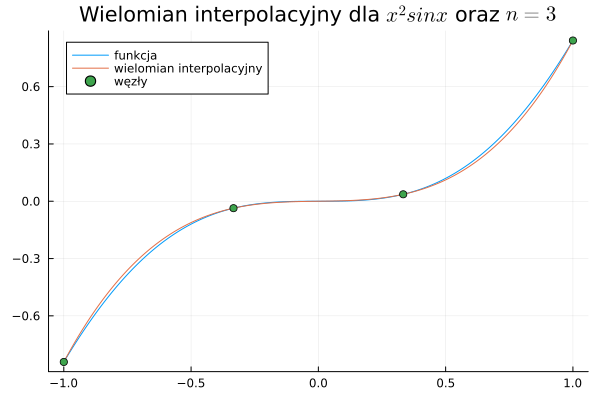 Wielomian interpolacyjny dla x²sinx oraz n = 3
funkcja
wielomian interpolacyjny
węzły
0.6
0.3
0.0
−0.3
−0.6
−1.0 −0.5 0.0 0.5 1.0